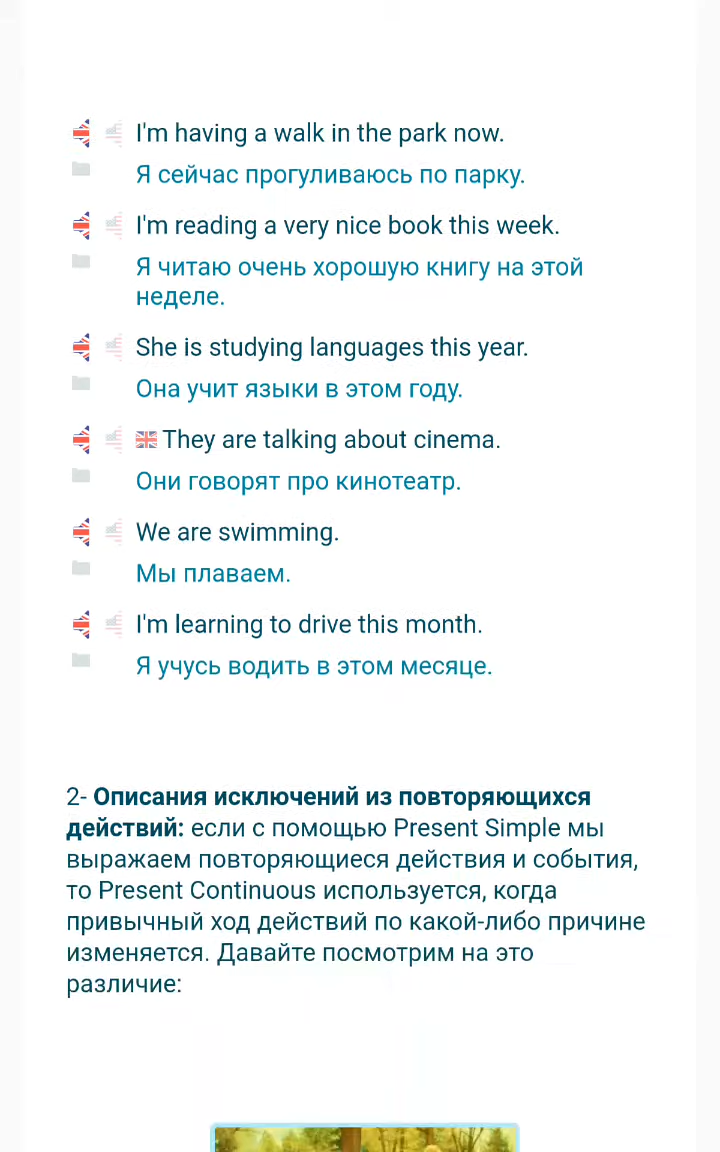 I'm having a walk in the park now.
Я сейчас прогуливаюсь по парку.
I'm reading a very nice book this week.
Я читаю очень хорошую книгу на этой
неделе.
She is studying languages this year.
Она учит языки в этом году.
They are talking about cinema.
Они говорят про кинотеатр.
We are swimming.
Мы плаваем.
I'm learning to drive this month.
Я учусь водить в этом месяце.
2- Описания исключений из повторяющихся
действий: если с помощью Present Simple мы
выражаем повторяющиеся действия и события,
то Present Continuous используется, когда
привычный ход действий по какой-либо причине
изменяется. Давайте посмотрим на это
различие: